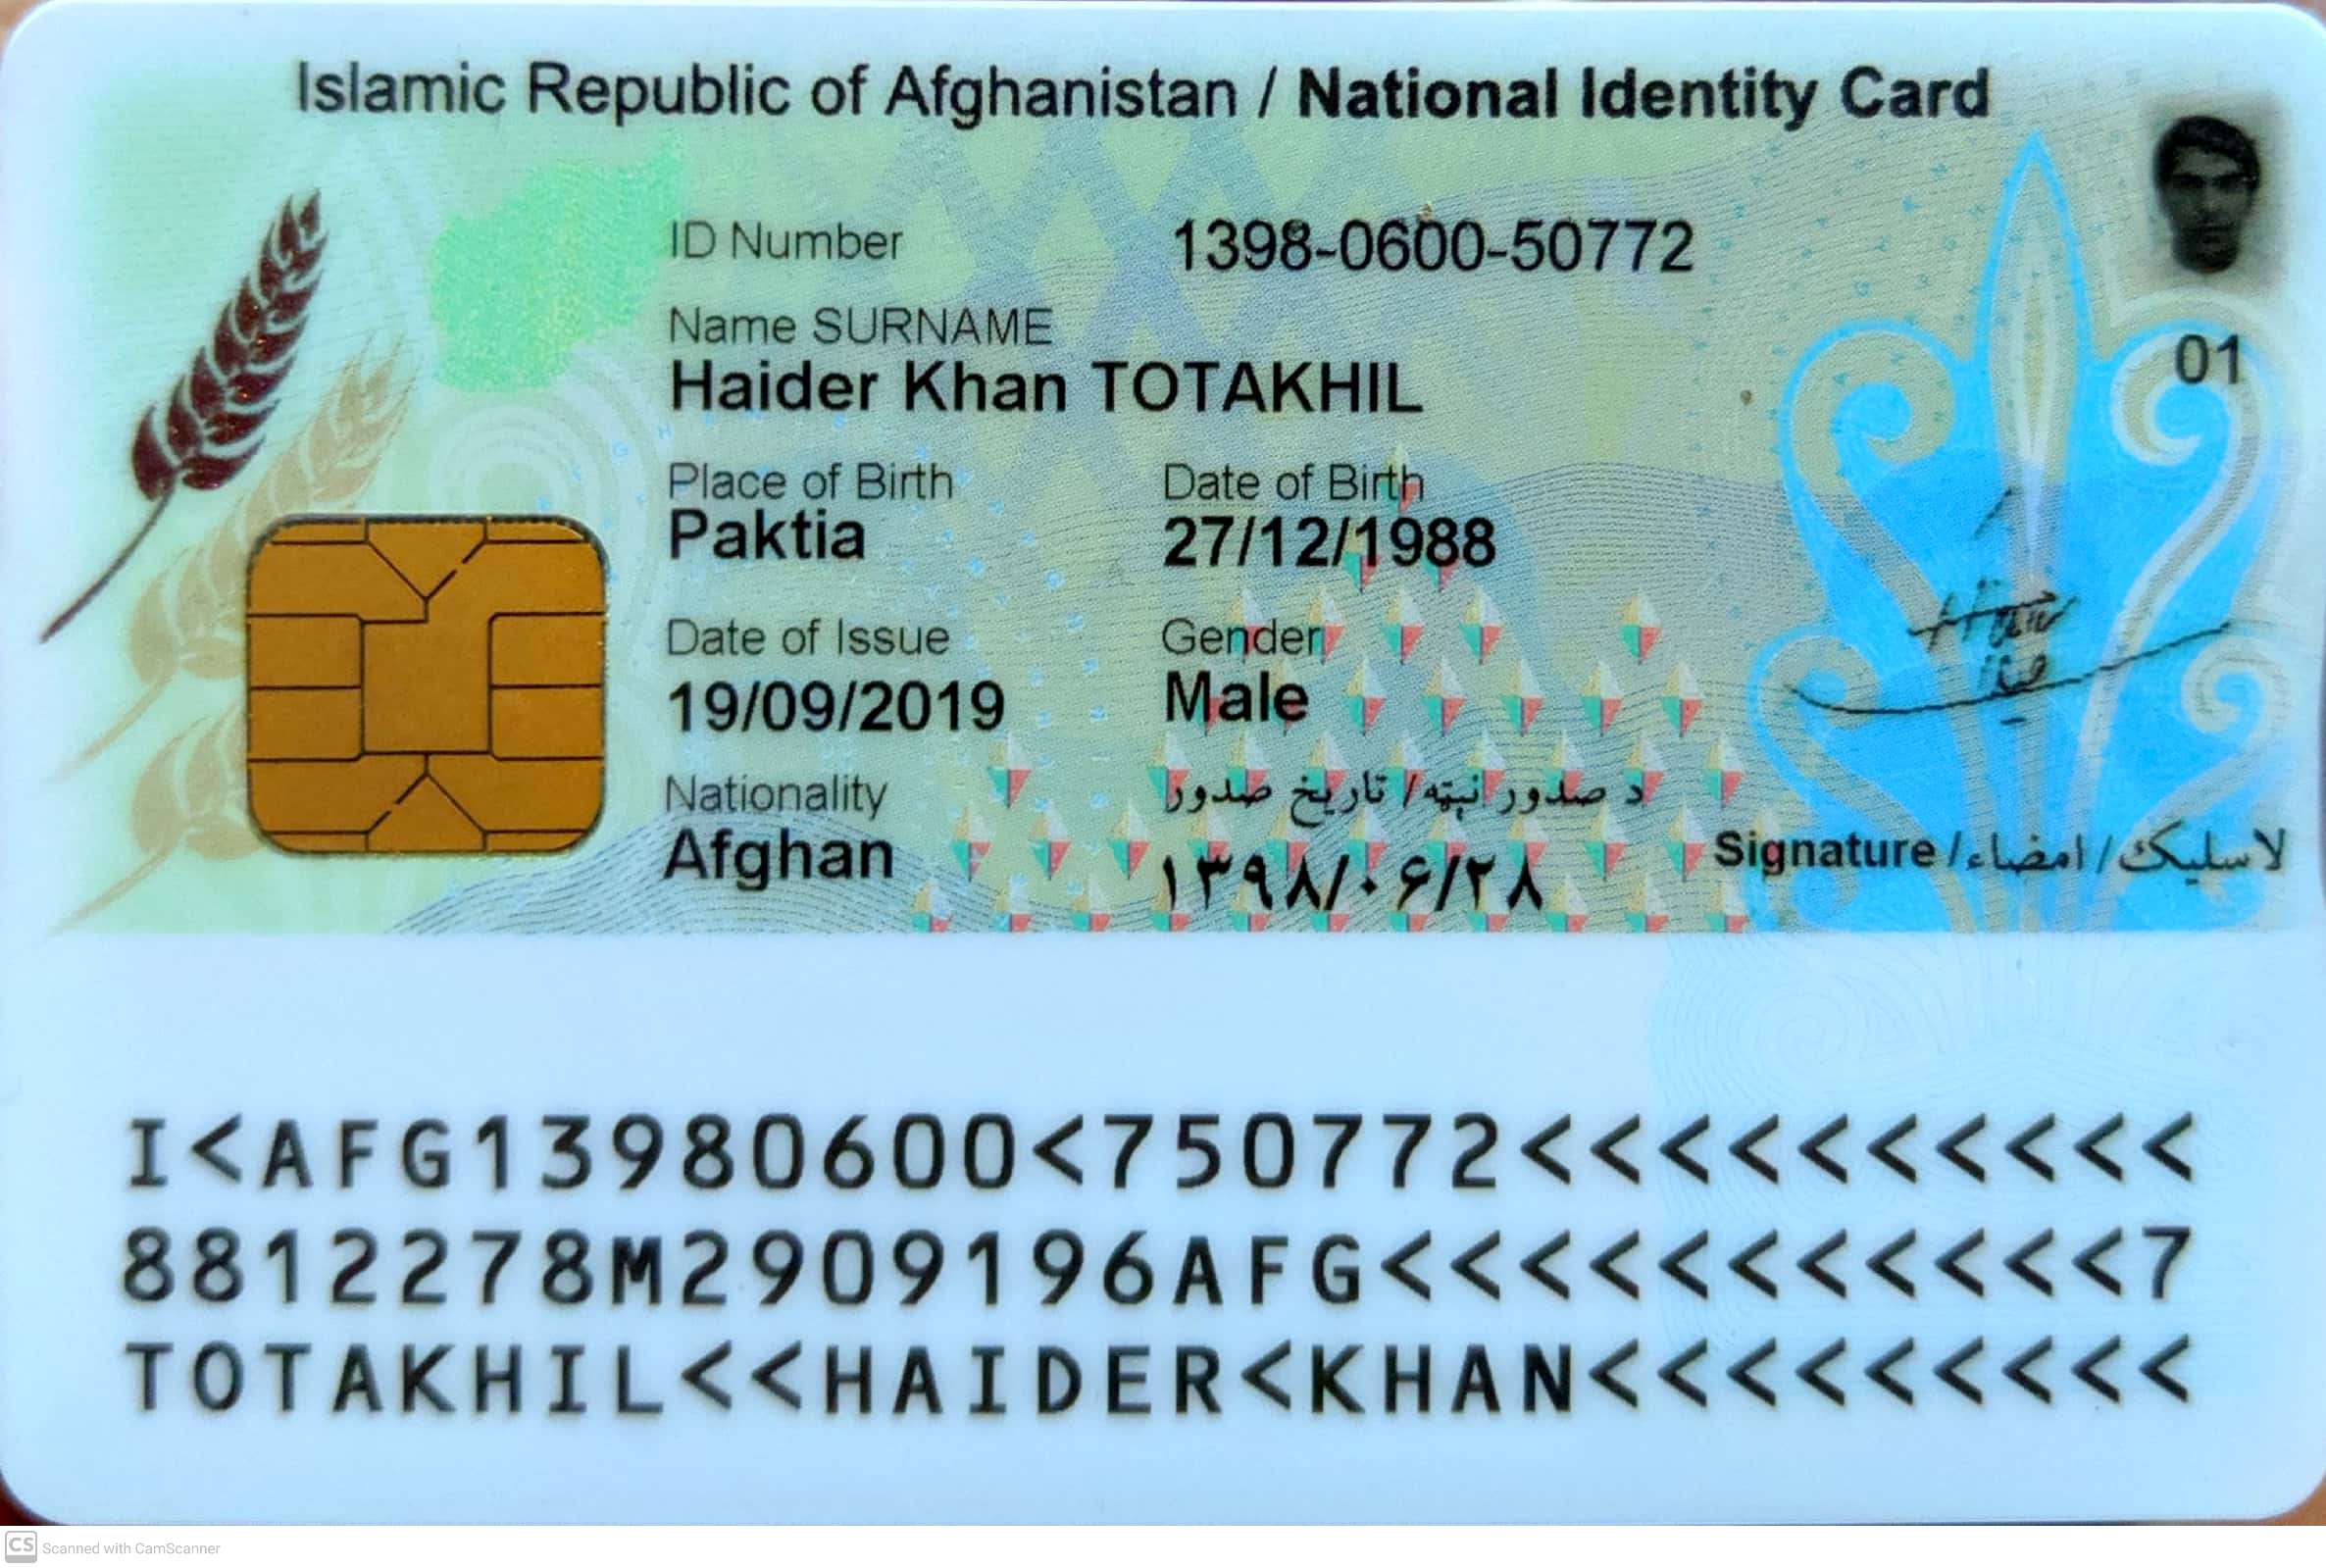 Islamic Republic of Afghanistan / National Identity Card
ID Number 1398-0600-50772
Name SURNAME
Haider Khan TOTAKHIL
01
Place of Birth Date of Birth
Paktia 27/12/1988
Date of Issue Gender
19/09/2019 Male
Nationality د صدور نېټه/ تاریخ صدور
Afghan ۱۳۹۸/۰۶/۲۸
Signature/لاسلیک/امضاء
I<AFG13980600<750772<<<<<<<<<<
8812278M2909196AFG<<<<<<<<<<<7
TOTAKHIL<<HAIDER<KHAN<<<<<<<<<
CS Scanned with CamScanner